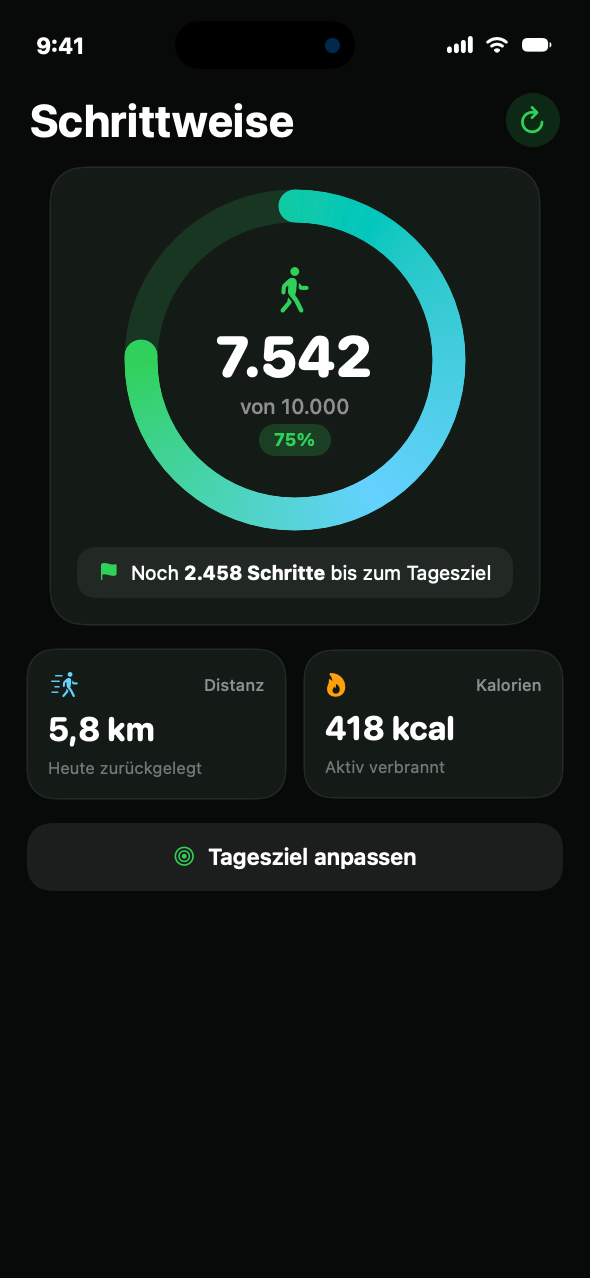 9:41
Schrittweise
7.542
von 10.000
75%
Noch 2.458 Schritte bis zum Tagesziel
Distanz
5,8 km
Heute zurückgelegt
Kalorien
418 kcal
Aktiv verbrannt
Tagesziel anpassen